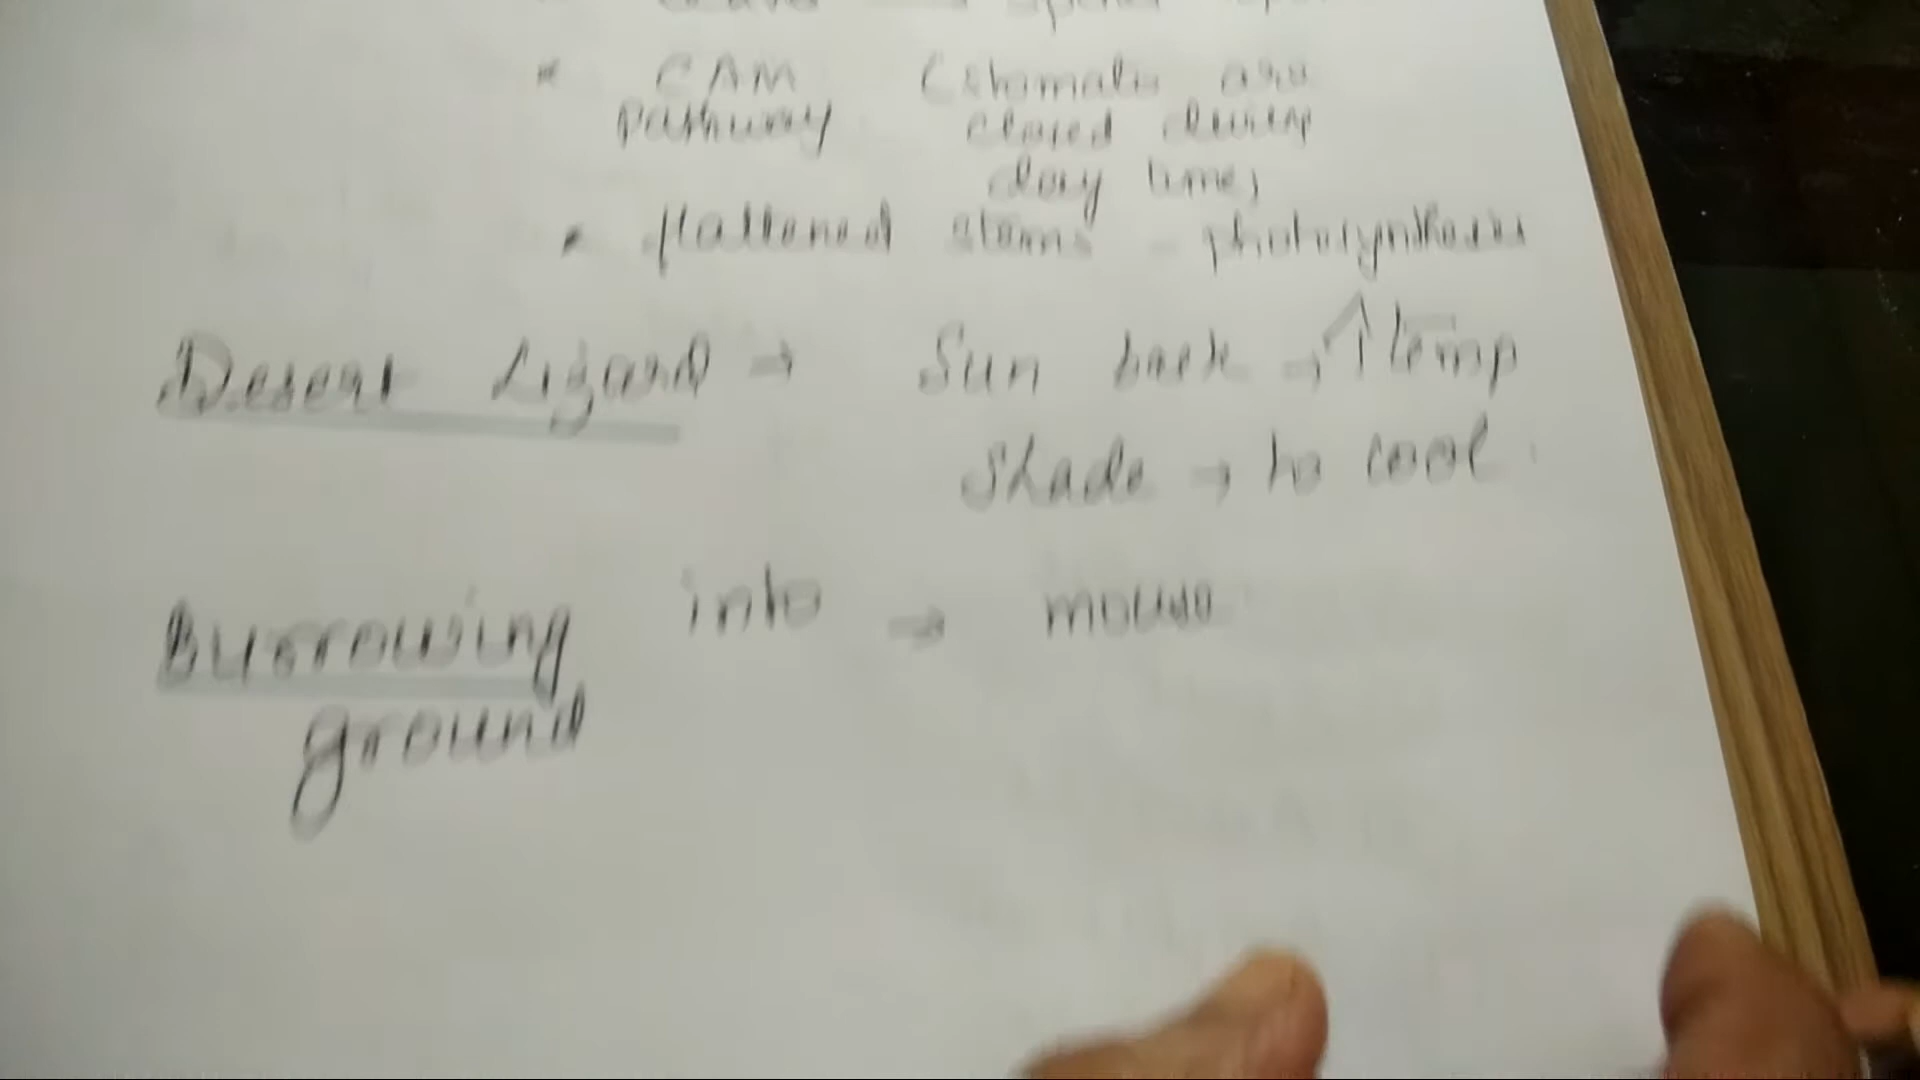 * CAM (stomata are
pathway closed during
day time)
* flattened stems - photosynthesis
Desert Lizard → Sun bask → ↑ temp
Shade → to cool.
Burrowing into → mouse
ground